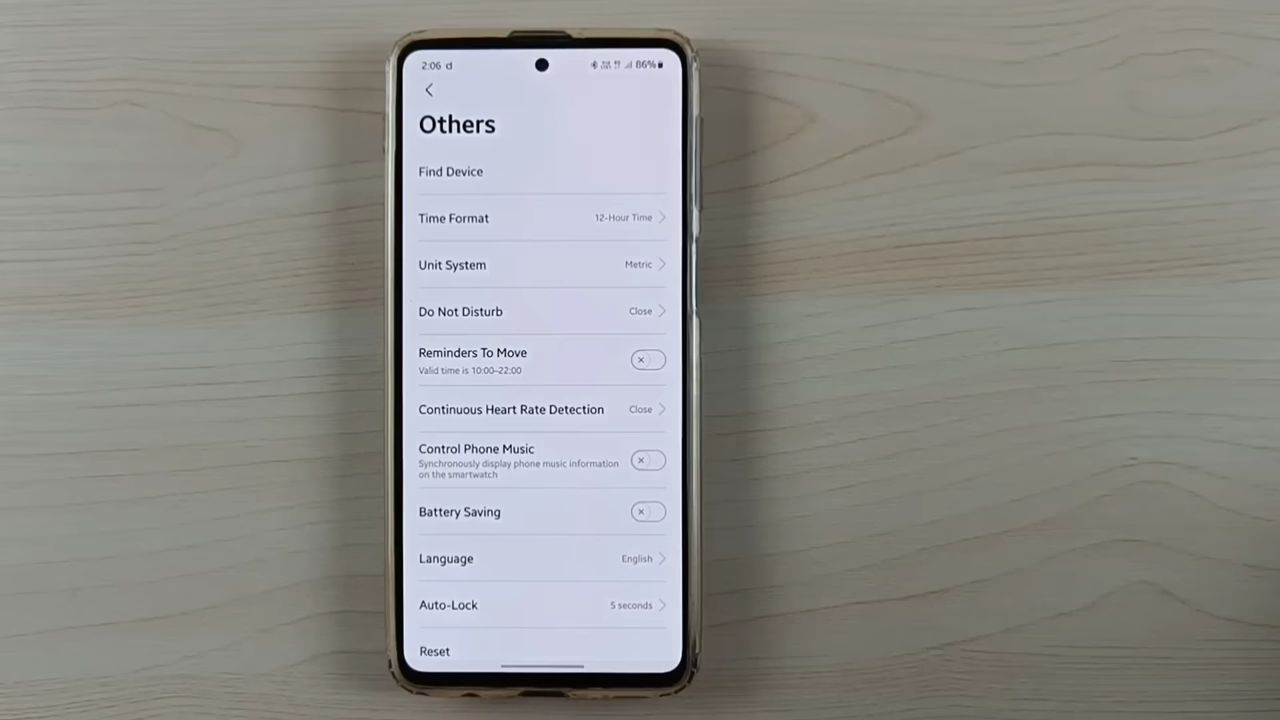 2:06 d
86%
Others
Find Device
Time Format 12-Hour Time
Unit System Metric
Do Not Disturb Close
Reminders To Move
Valid time is 10:00–22:00
Continuous Heart Rate Detection Close
Control Phone Music
Synchronously display phone music information
on the smartwatch
Battery Saving
Language English
Auto-Lock 5 seconds
Reset